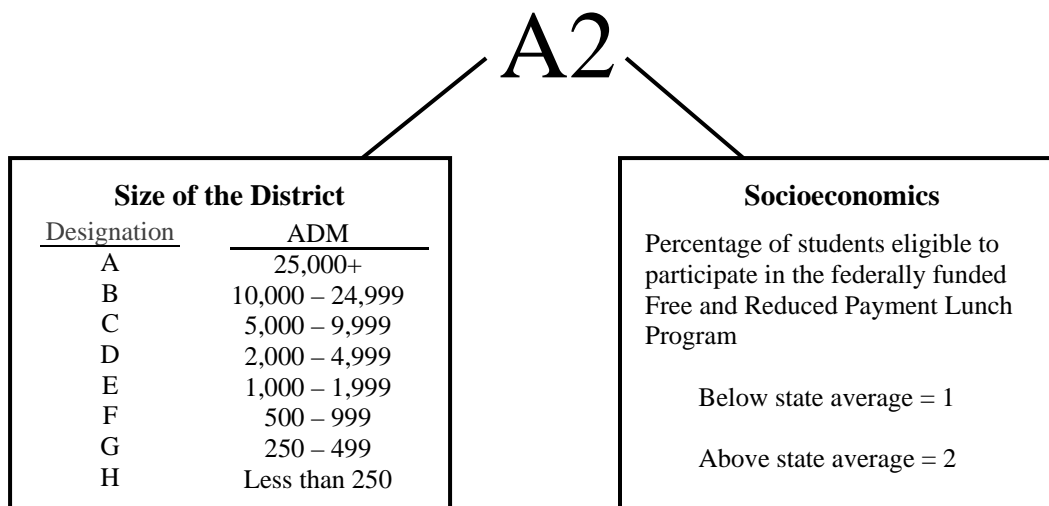 A2
Size of the District
Designation ADM
A 25,000+
B 10,000 – 24,999
C 5,000 – 9,999
D 2,000 – 4,999
E 1,000 – 1,999
F 500 – 999
G 250 – 499
H Less than 250
Socioeconomics
Percentage of students eligible to
participate in the federally funded
Free and Reduced Payment Lunch
Program
Below state average = 1
Above state average = 2